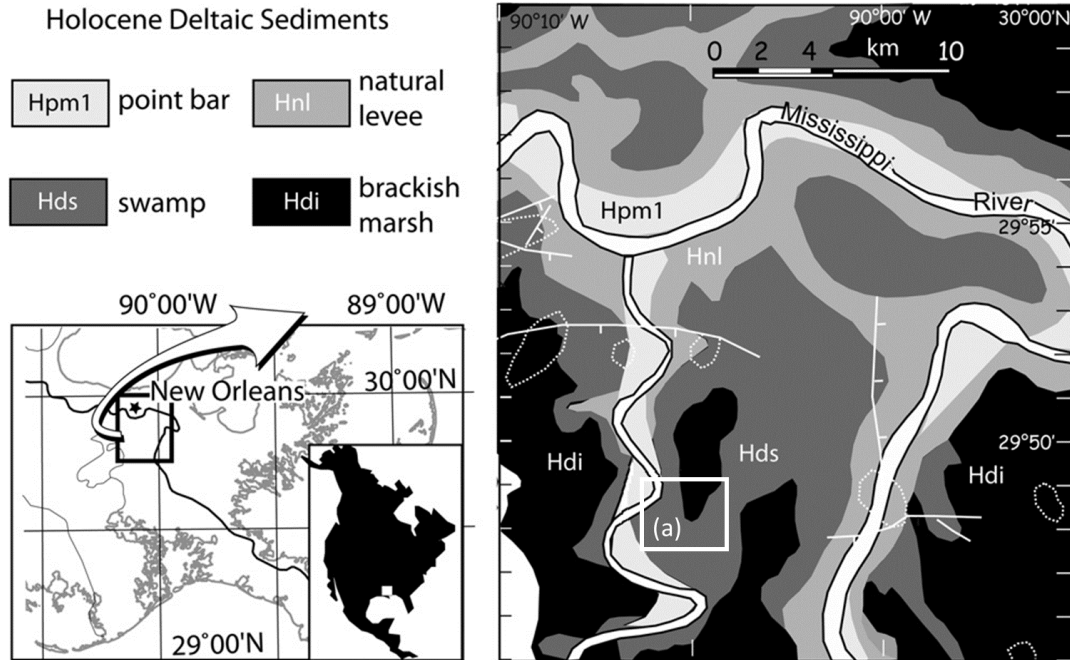 Holocene Deltaic Sediments
Hpm1 point bar
Hnl natural levee
Hds swamp
Hdi brackish marsh
90°00'W 89°00'W
New Orleans
30°00'N
29°00'N
90°10' W 90°00' W 30°00'N
0 2 4 km 10
Mississippi
River
29°55'
Hpm1
Hnl
29°50'
Hdi
Hds
Hdi
(a)